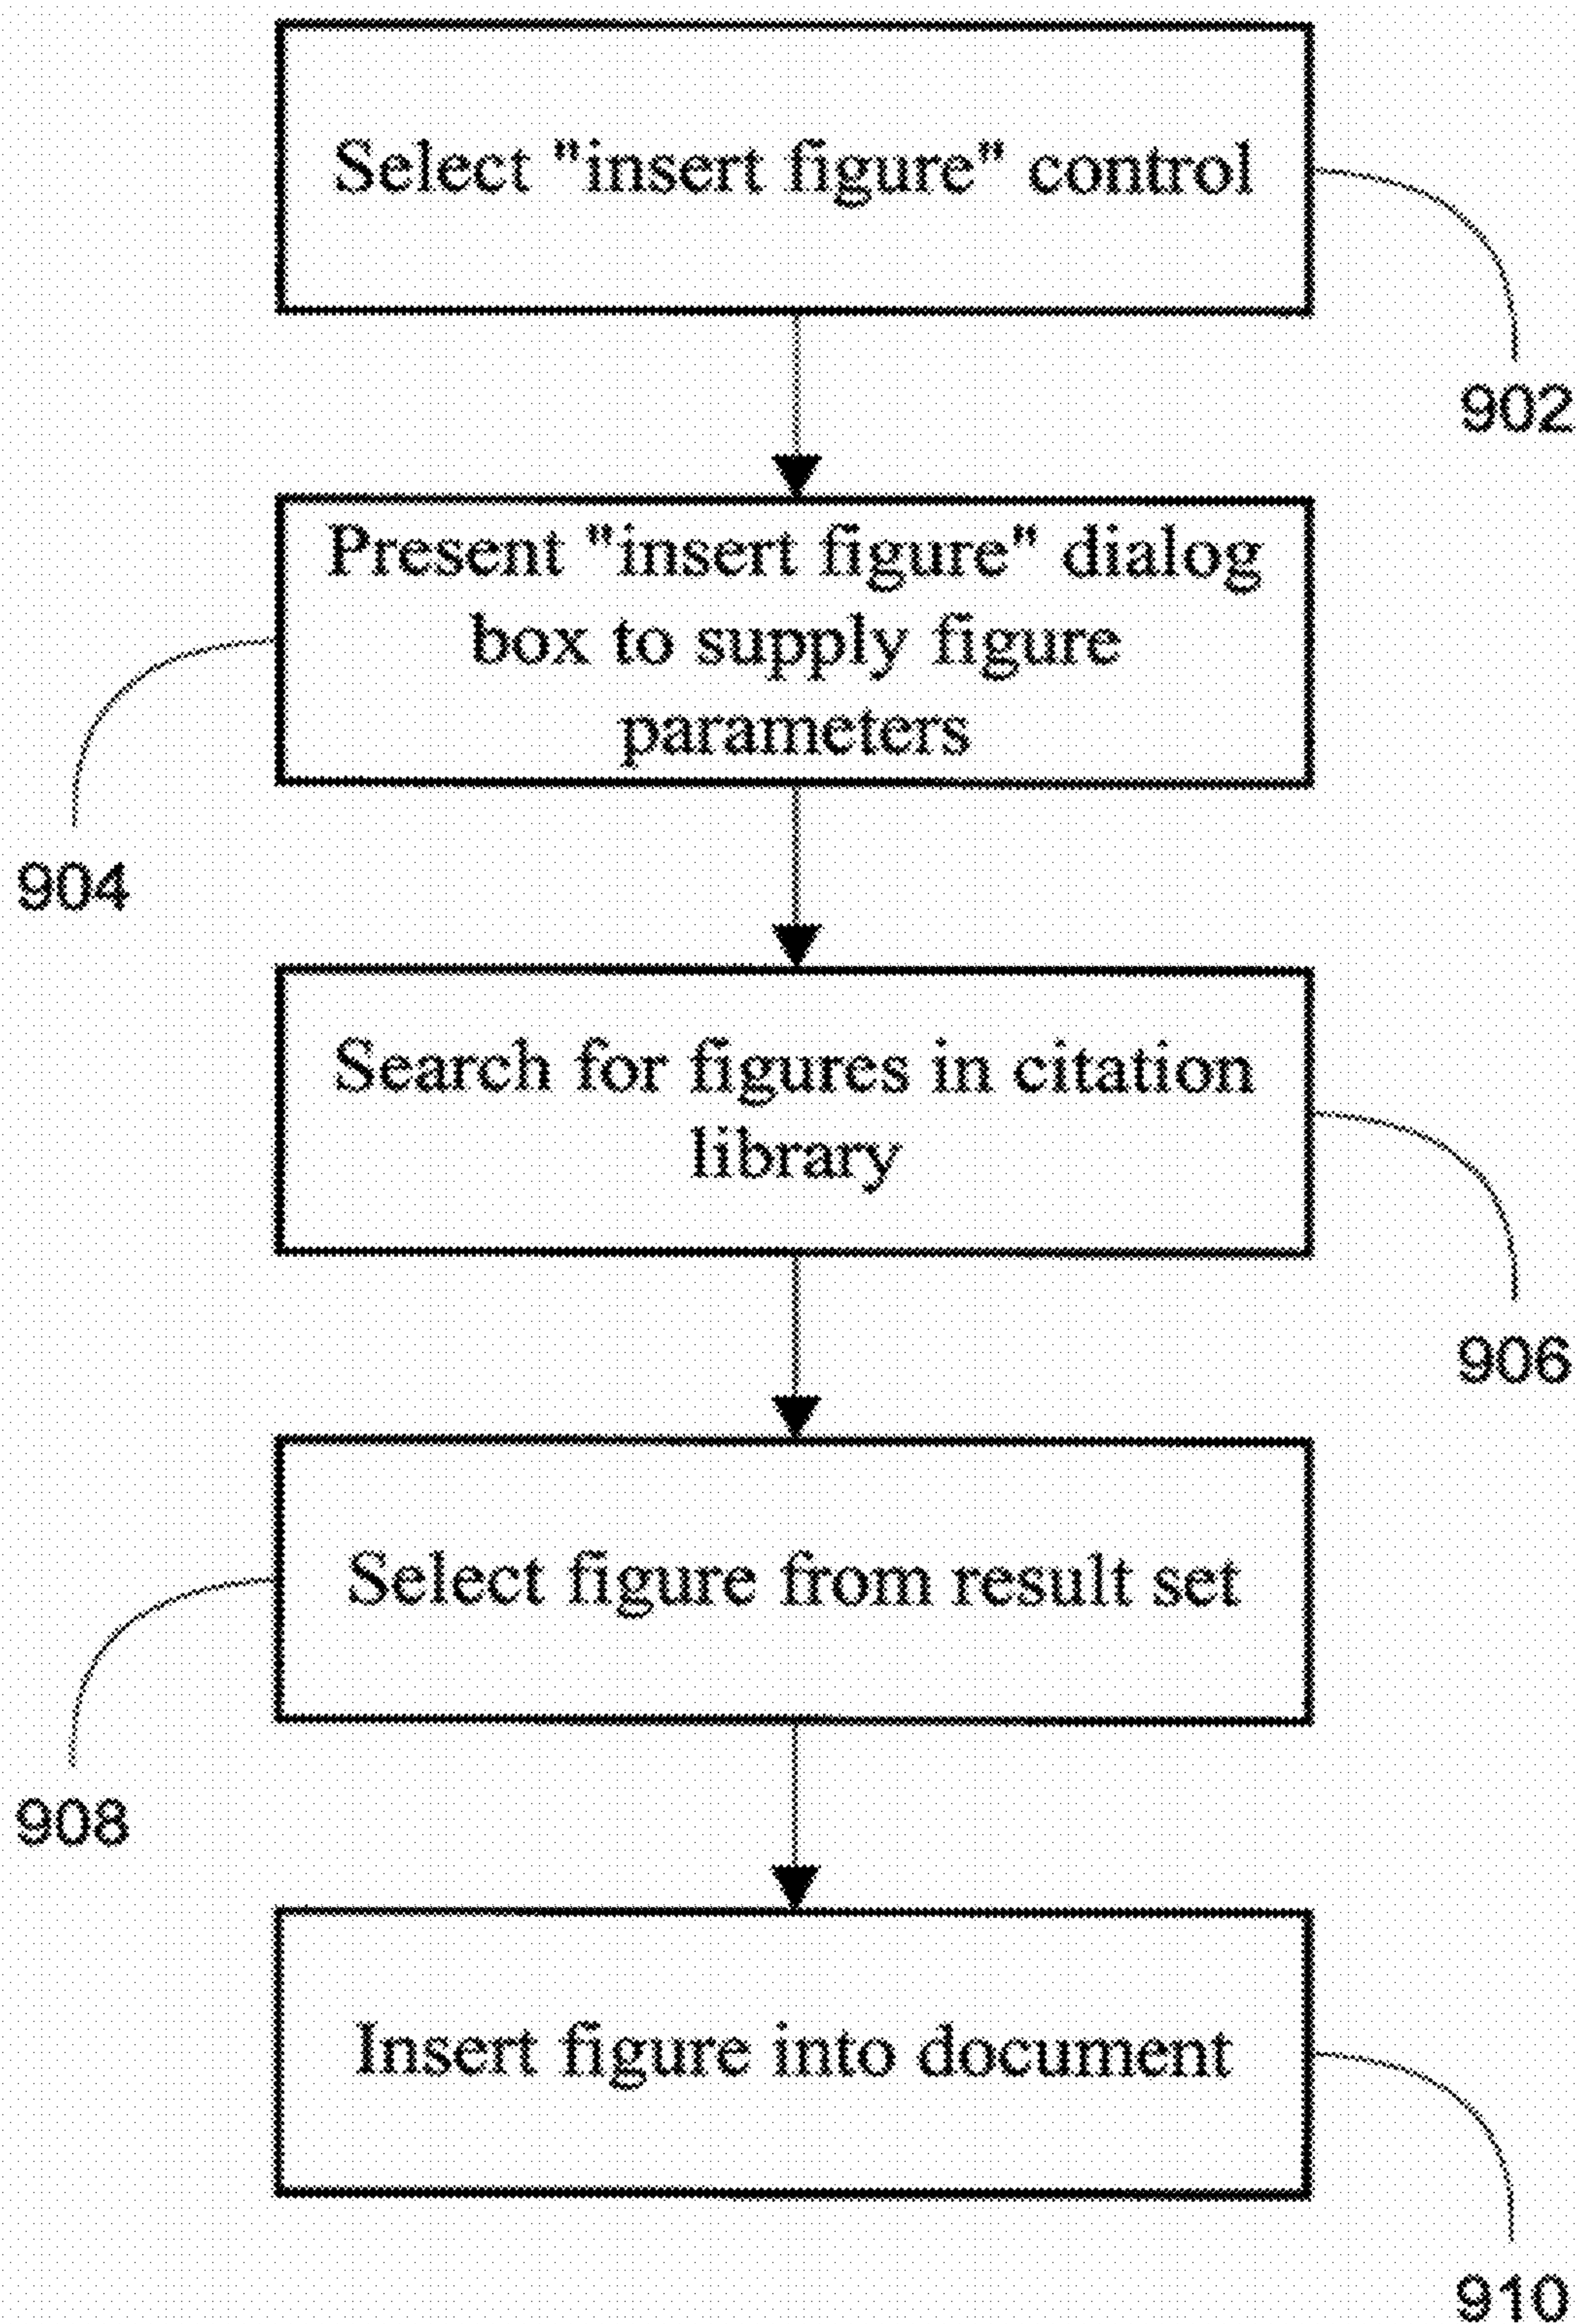 Select "insert figure" control
902
Present "insert figure" dialog
box to supply figure
parameters
904
Search for figures in citation
library
906
Select figure from result set
908
Insert figure into document
910